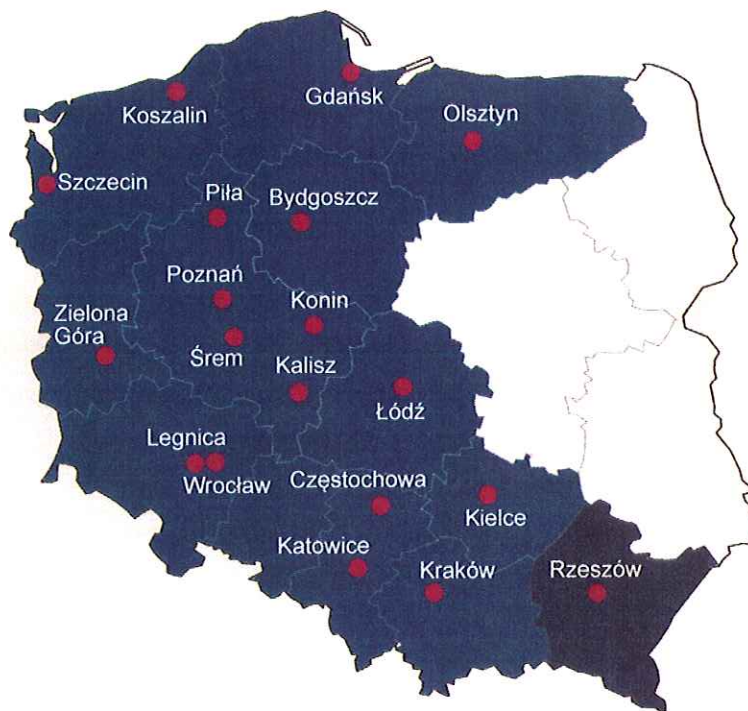 Gdańsk
Koszalin
Olsztyn
Szczecin
Piła
Bydgoszcz
Poznań
Konin
Zielona
Góra
Śrem
Kalisz
Łódź
Legnica
Wrocław
Częstochowa
Kielce
Katowice
Kraków
Rzeszów